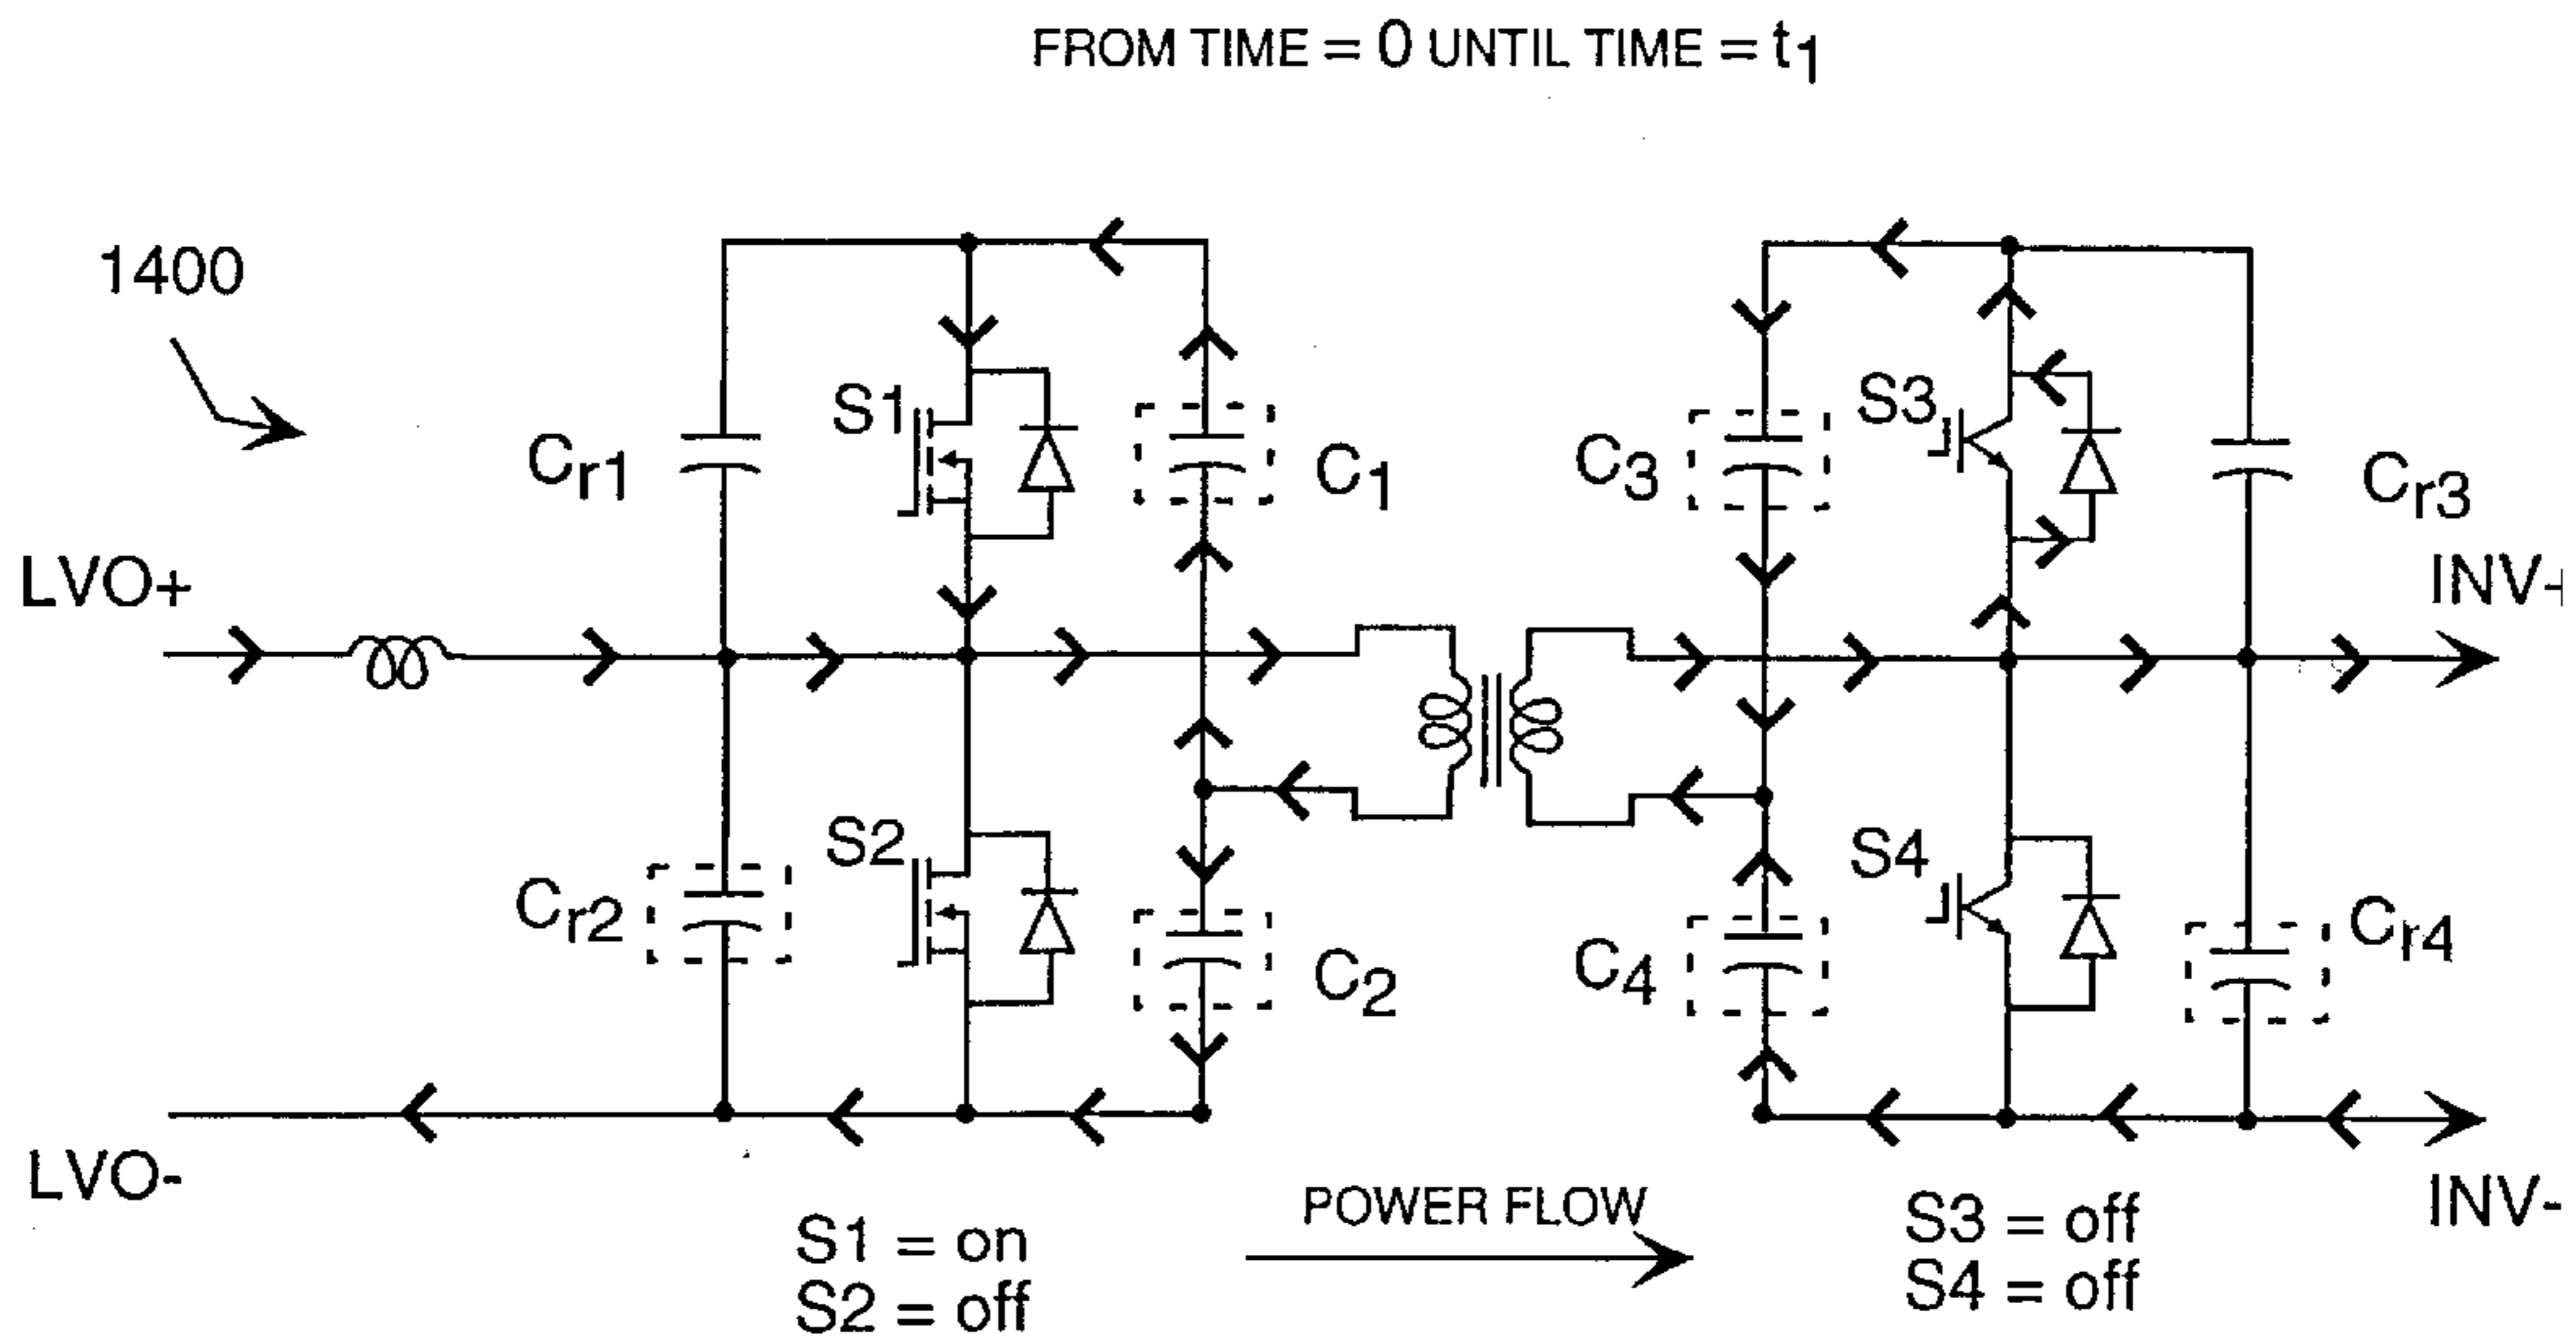 FROM TIME = 0 UNTIL TIME = t1
1400
S1
S3
Cr1
C1
C3
Cr3
LVO+
INV+
S2
S4
Cr2
C2
C4
Cr4
LVO-
INV-
POWER FLOW
S1 = on
S2 = off
S3 = off
S4 = off